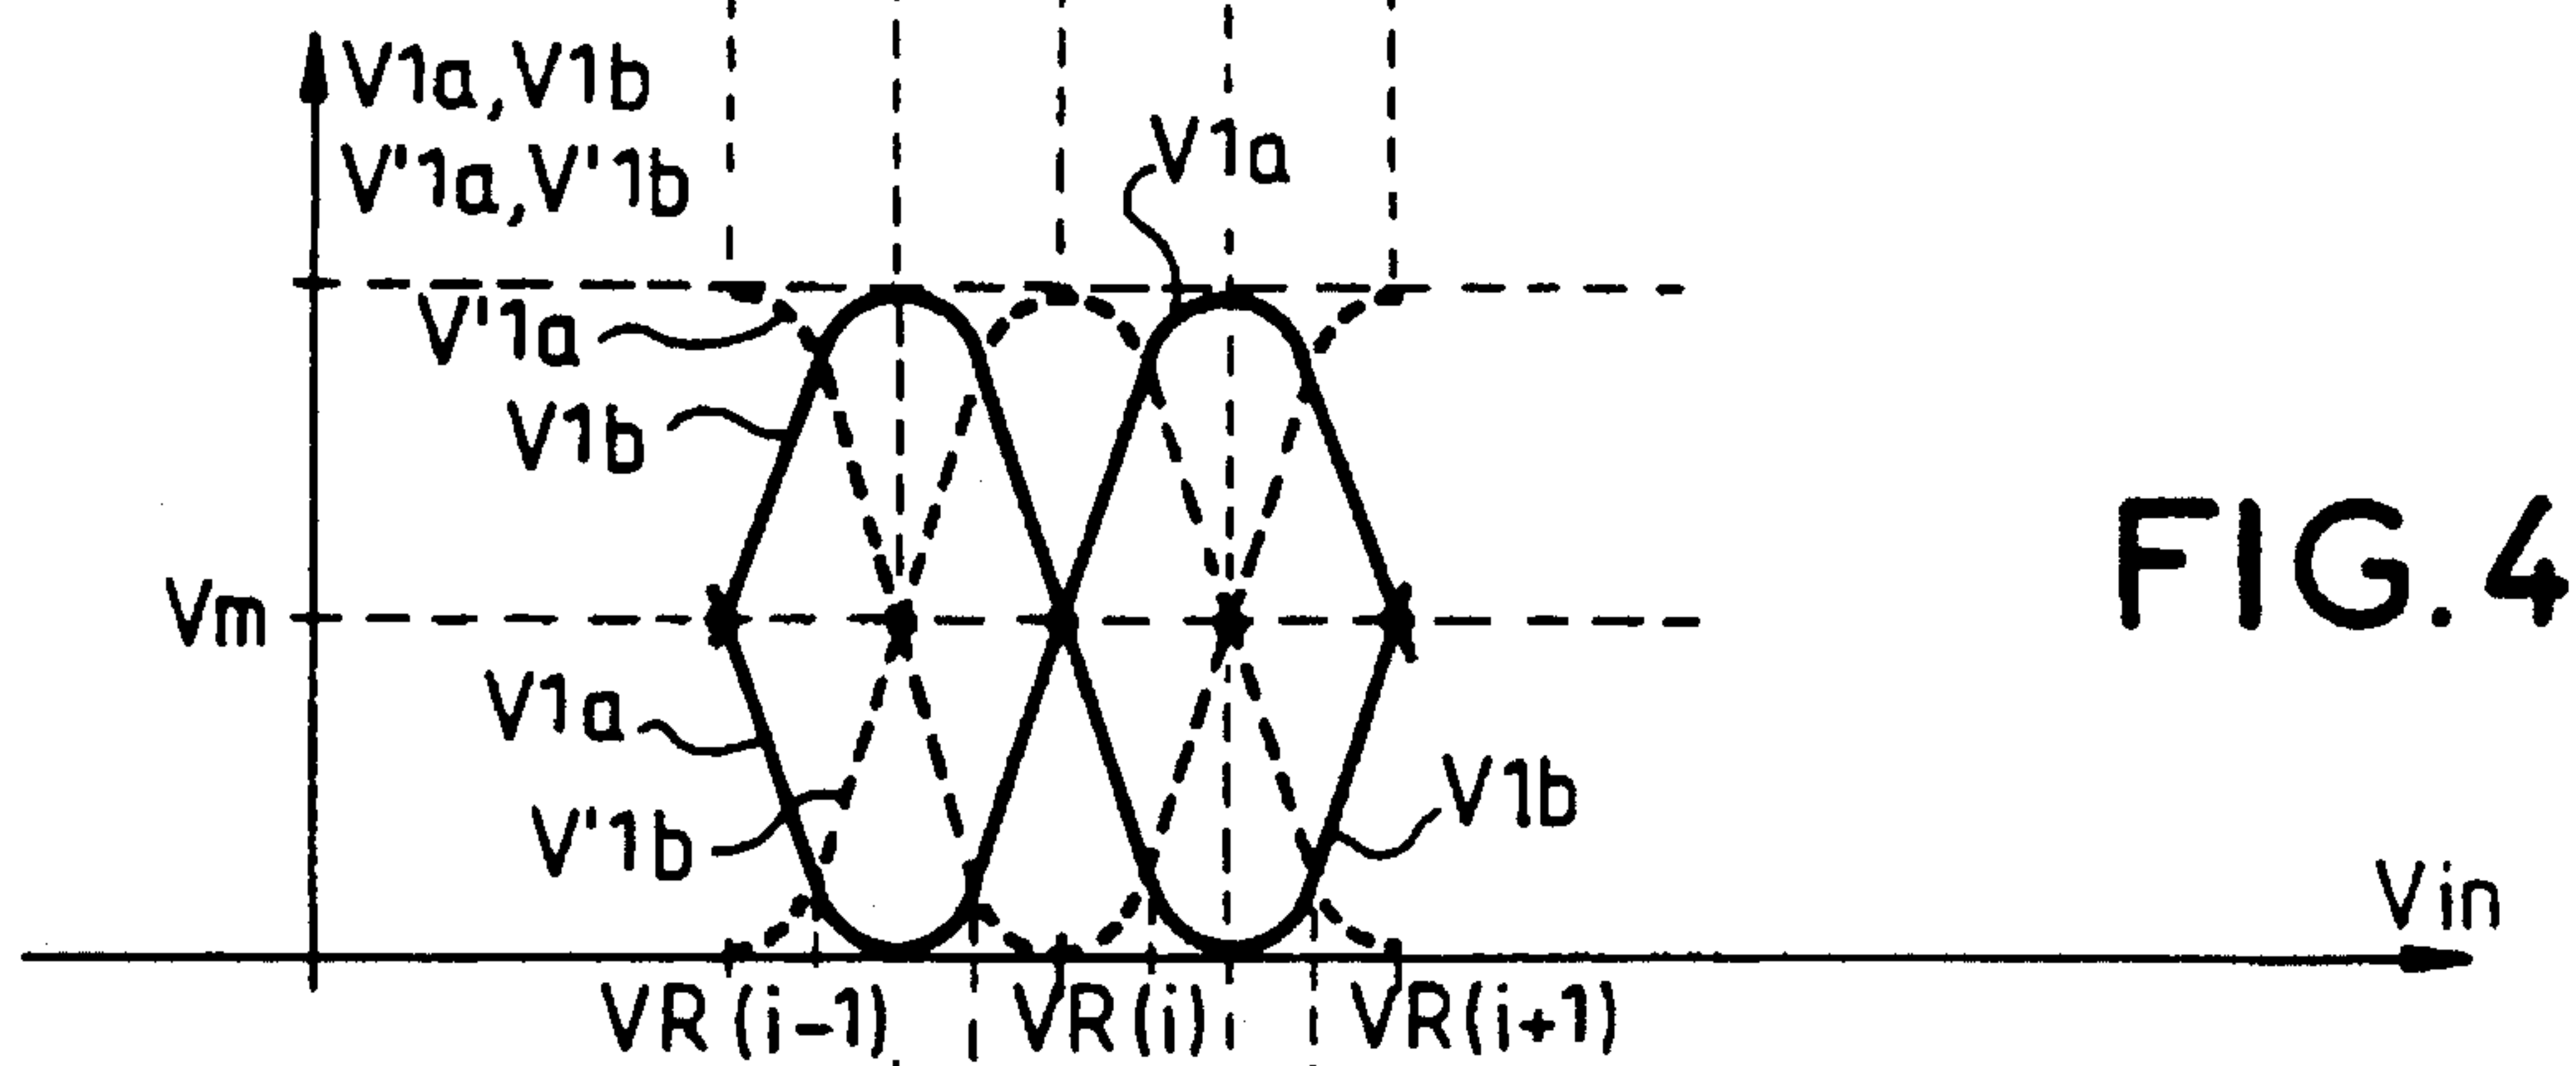 V1a, V1b
V'1a, V'1b
V1a
V'1a
V1b
FIG. 4
Vm
V1a
V'1b
V1b
Vin
VR (i-1)
VR (i)
VR (i+1)